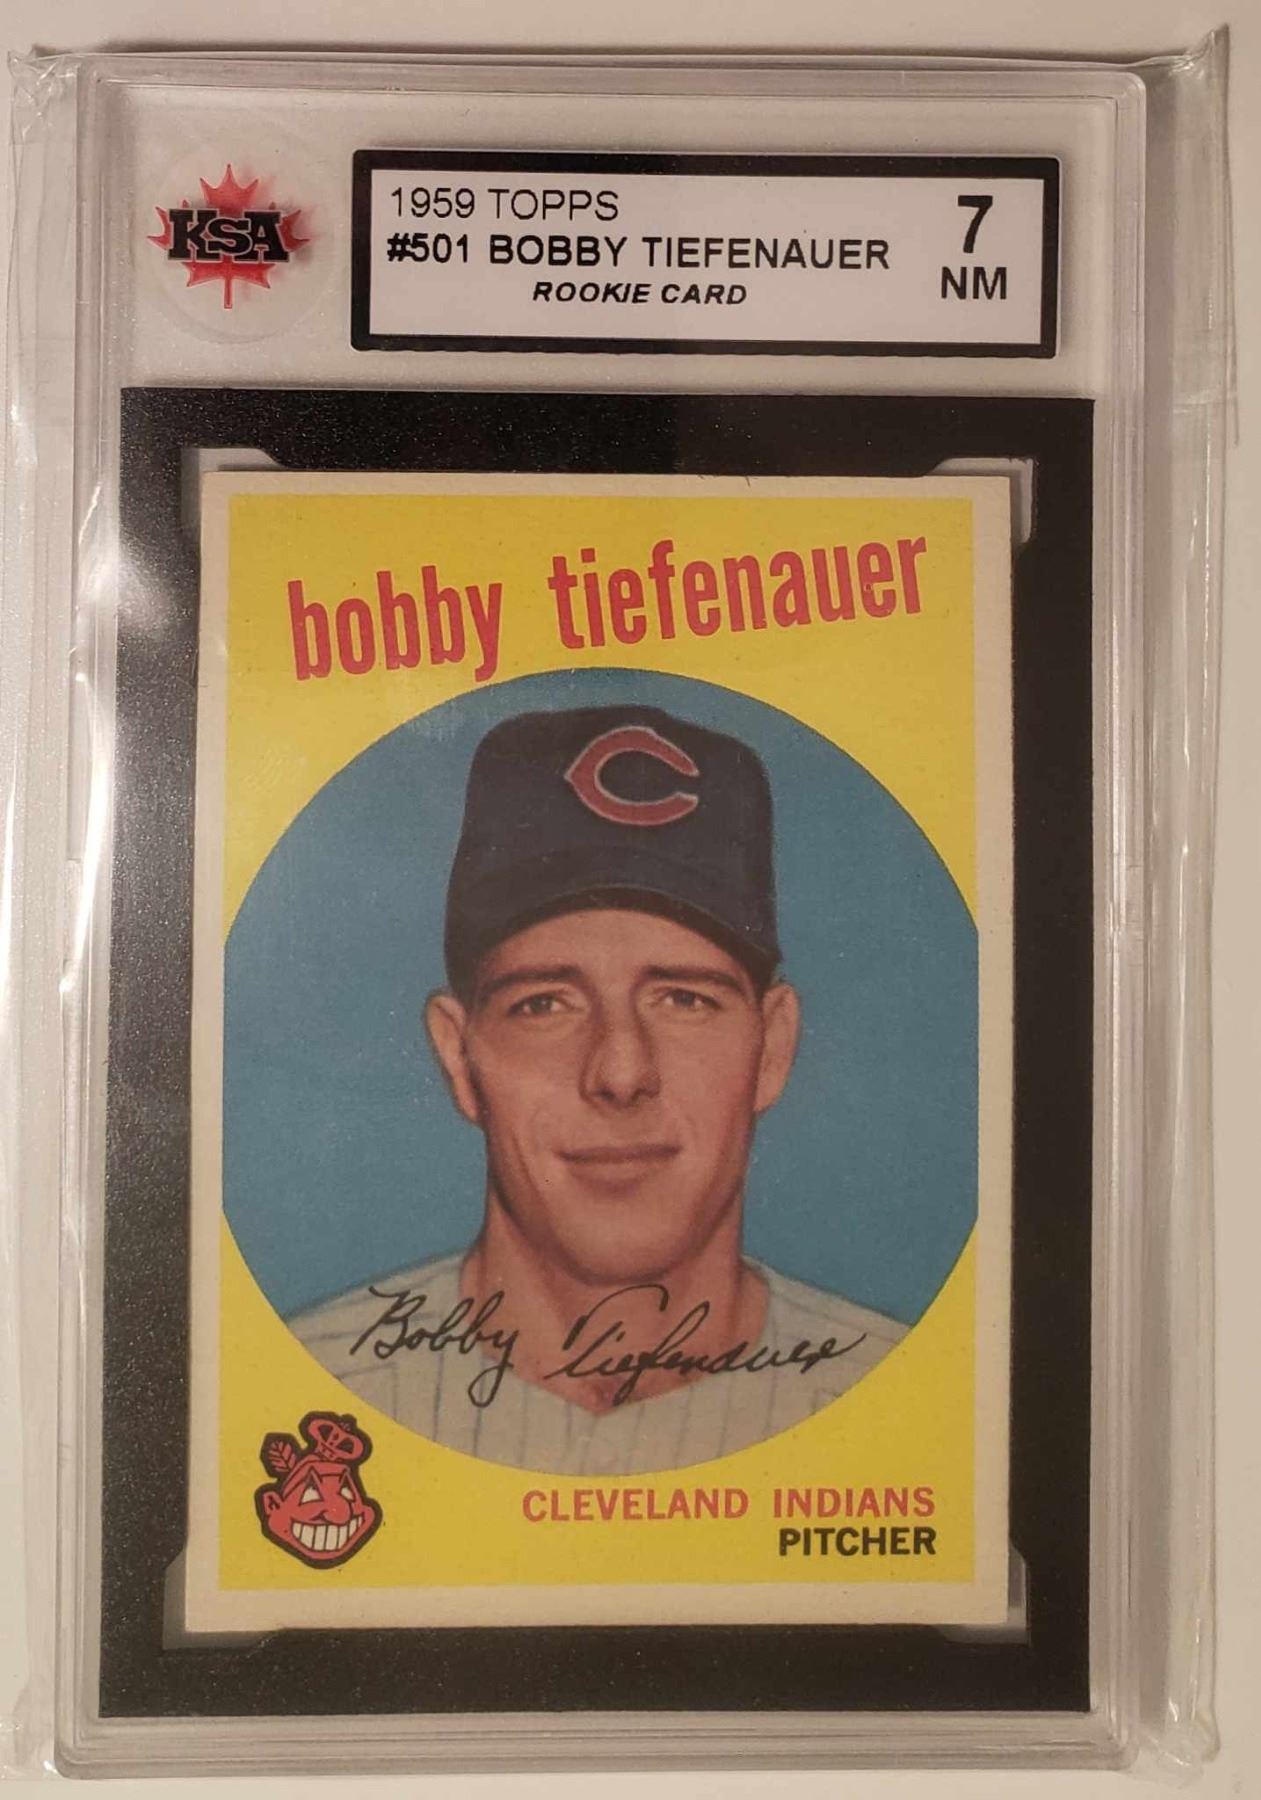 KSA
1959 TOPPS
#501 BOBBY TIEFENAUER
ROOKIE CARD
7
NM
bobby tiefenauer
C
Bobby Tiefenauer
CLEVELAND INDIANS
PITCHER